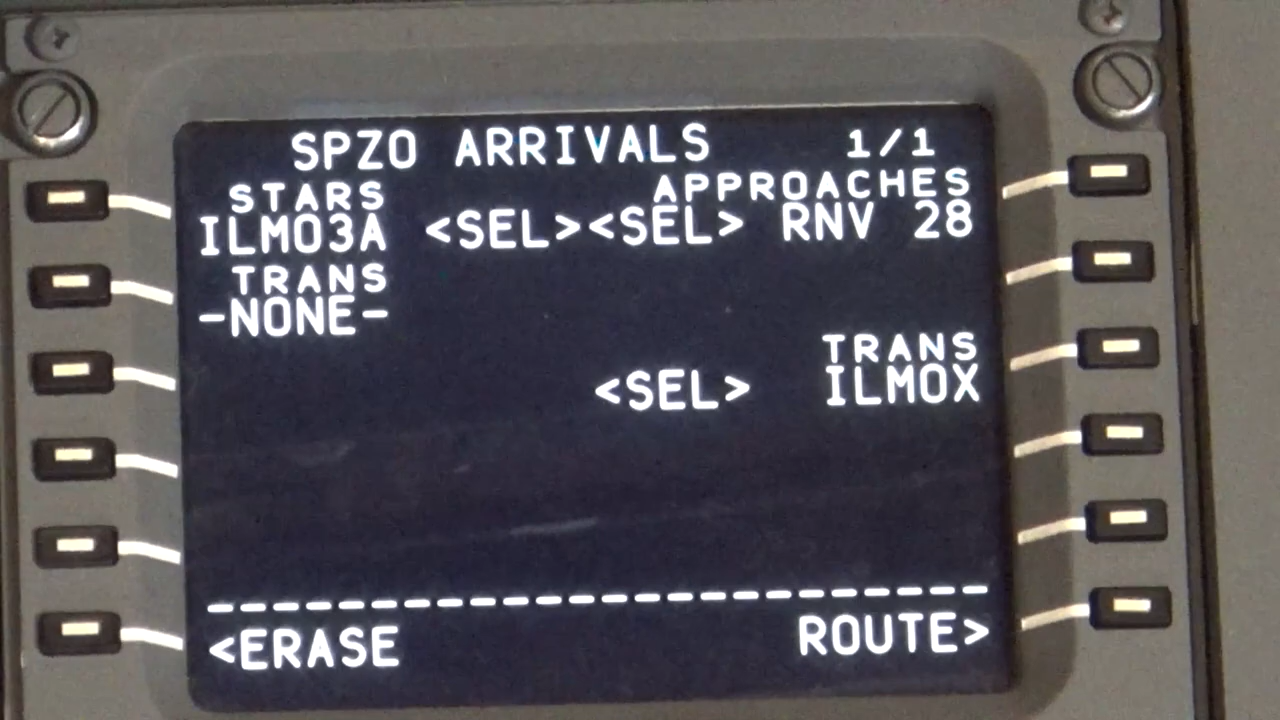 SPZO ARRIVALS 1/1
STARS APPROACHES
ILMO3A <SEL><SEL> RNV 28
TRANS
-NONE-
TRANS
<SEL> ILMOX
------------------------
<ERASE ROUTE>